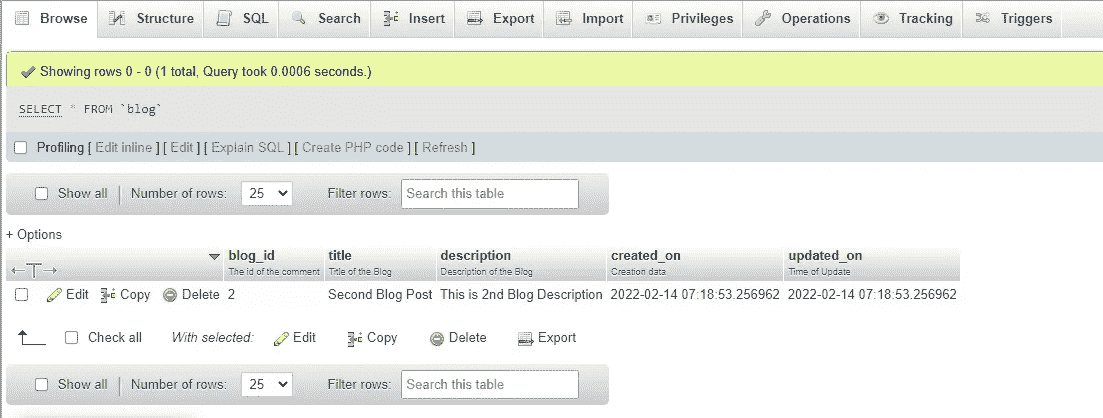 Browse Structure SQL Search Insert Export Import Privileges Operations Tracking Triggers
Showing rows 0 - 0 (1 total, Query took 0.0006 seconds.)
SELECT * FROM `blog`
Profiling [ Edit inline ] [ Edit ] [ Explain SQL ] [ Create PHP code ] [ Refresh ]
Show all Number of rows: 25 Filter rows: Search this table
+ Options
blog_id title description created_on updated_on
The id of the comment Title of the Blog Description of the Blog Creation data Time of Update
Edit Copy Delete 2 Second Blog Post This is 2nd Blog Description 2022-02-14 07:18:53.256962 2022-02-14 07:18:53.256962
Check all With selected: Edit Copy Delete Export
Show all Number of rows: 25 Filter rows: Search this table